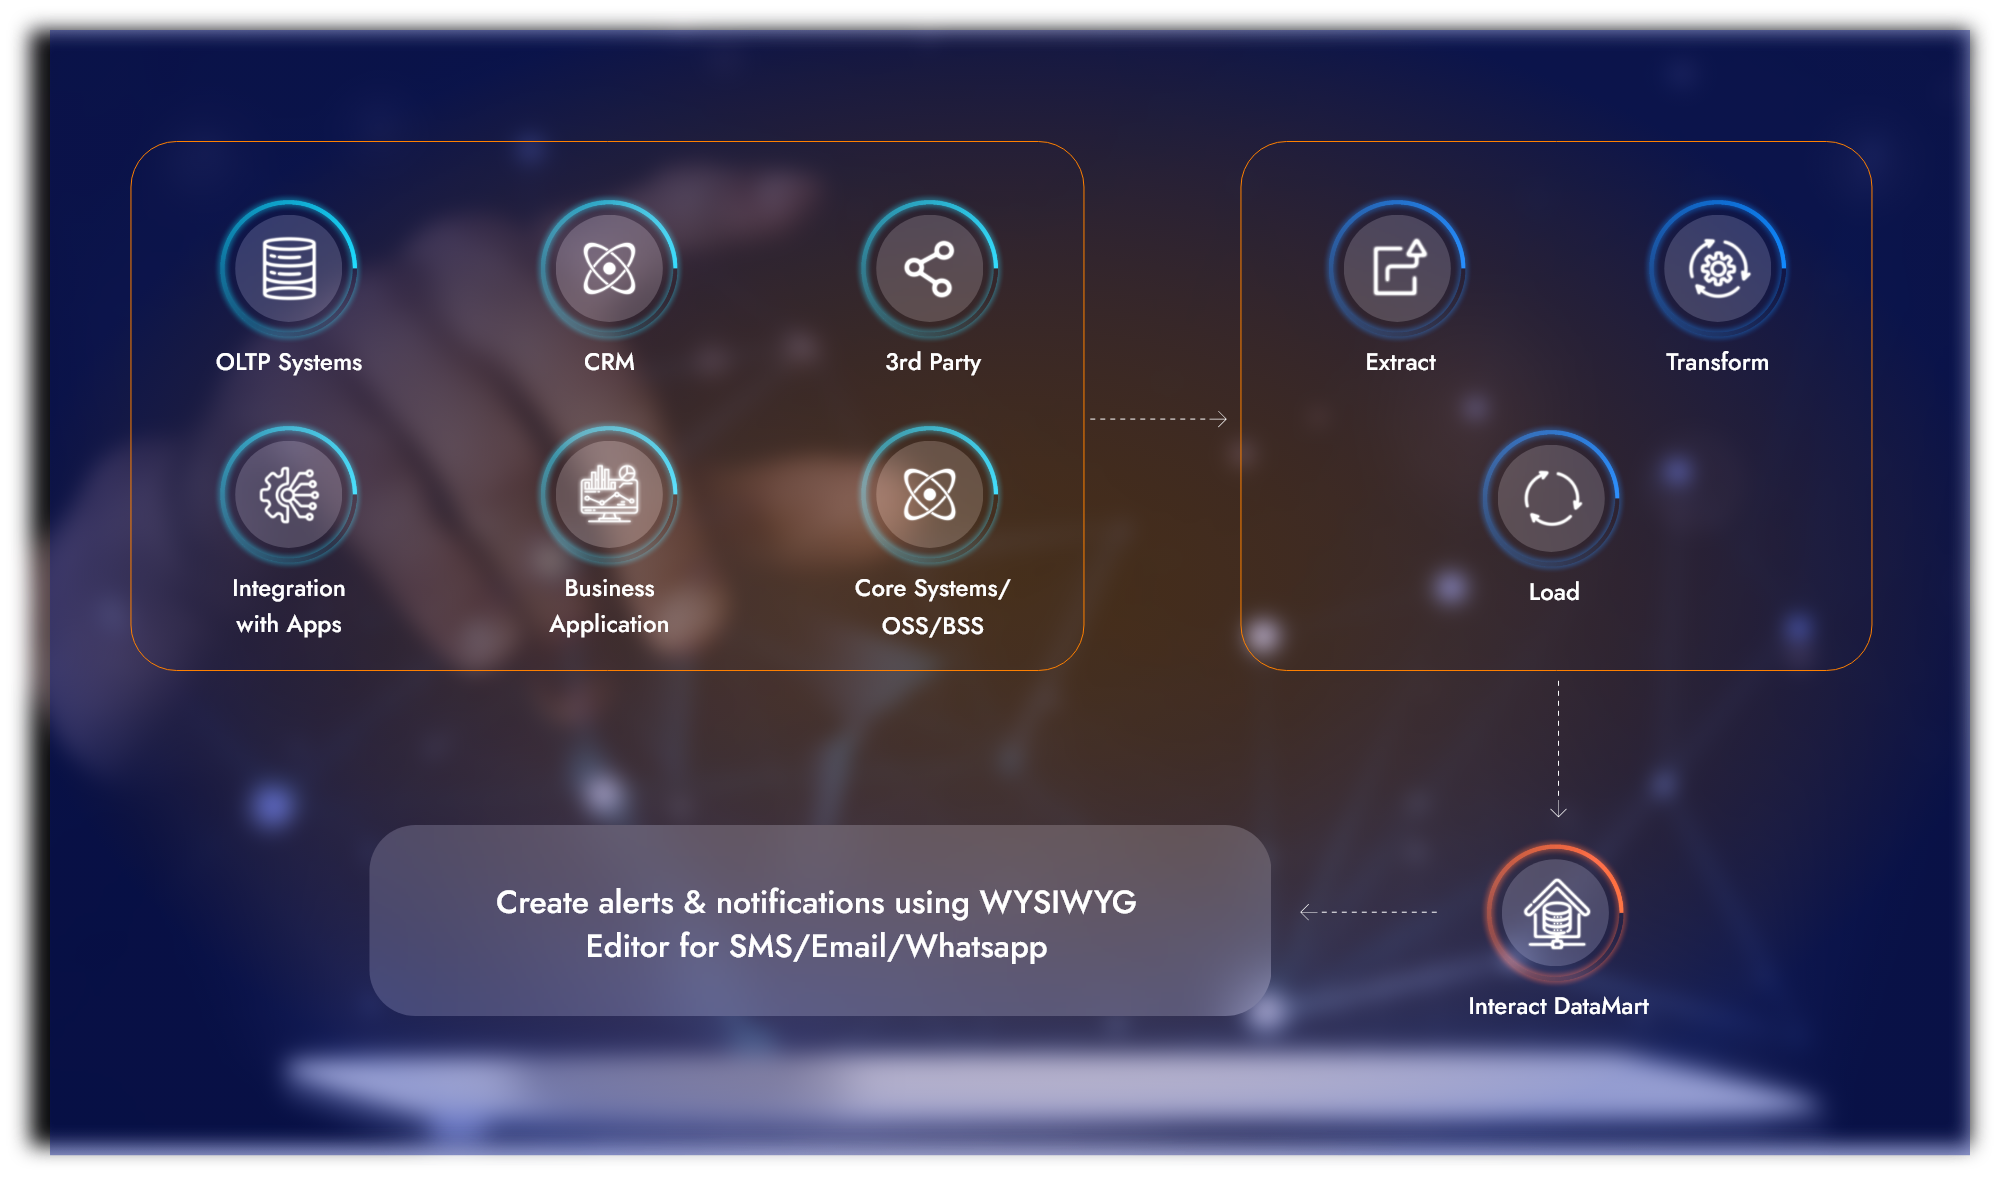 OLTP Systems
CRM
3rd Party
Integration
with Apps
Business
Application
Core Systems/
OSS/BSS
Extract
Transform
Load
Interact DataMart
Create alerts & notifications using WYSIWYG
Editor for SMS/Email/Whatsapp